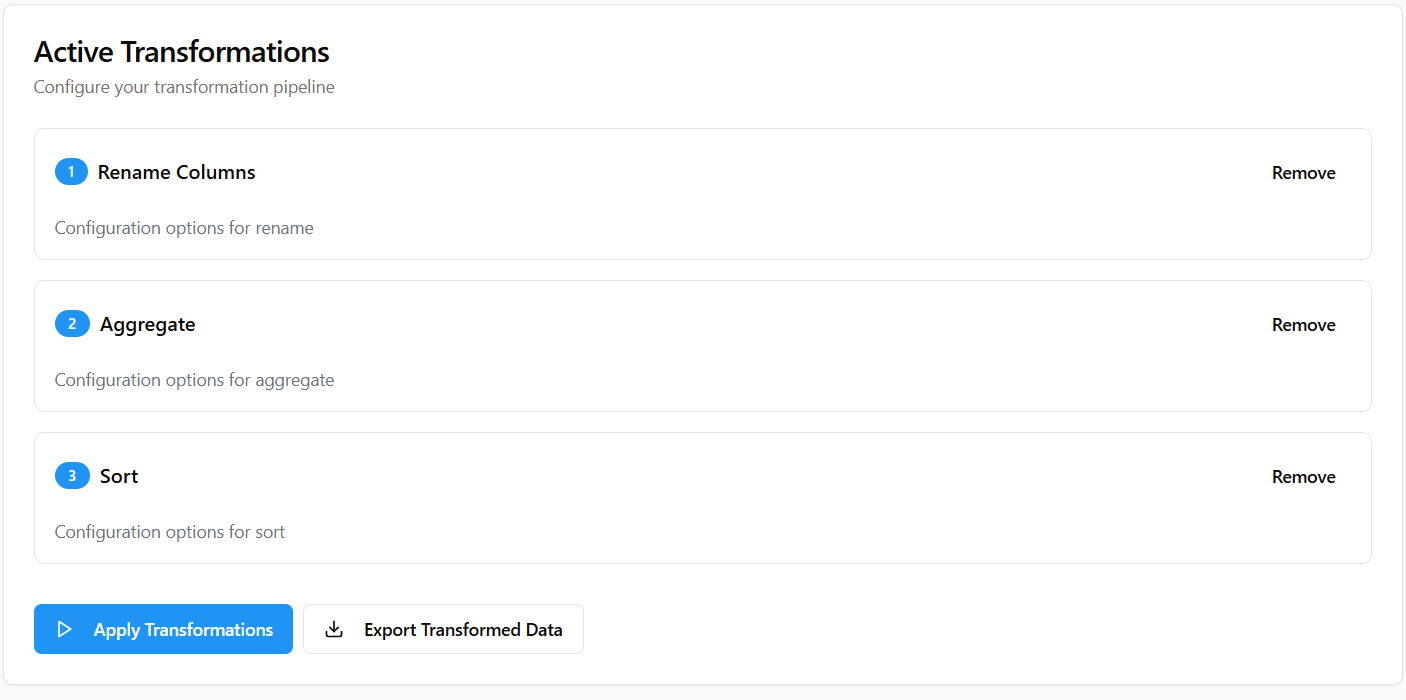 Active Transformations
Configure your transformation pipeline
1 Rename Columns Remove
Configuration options for rename
2 Aggregate Remove
Configuration options for aggregate
3 Sort Remove
Configuration options for sort
Apply Transformations Export Transformed Data